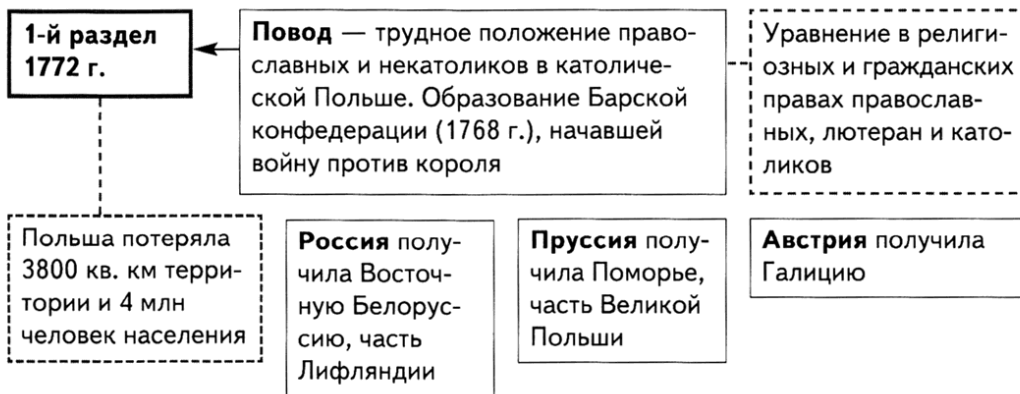 1-й раздел
1772 г.
Повод — трудное положение право-
славных и некатоликов в католиче-
ской Польше. Образование Барской
конфедерации (1768 г.), начавшей
войну против короля
Уравнение в религи-
озных и гражданских
правах православ-
ных, лютеран и като-
ликов
Польша потеряла
3800 кв. км терри-
тории и 4 млн
человек населения
Россия полу-
чила Восточ-
ную Белорус-
сию, часть
Лифляндии
Пруссия полу-
чила Поморье,
часть Великой
Польши
Австрия получила
Галицию